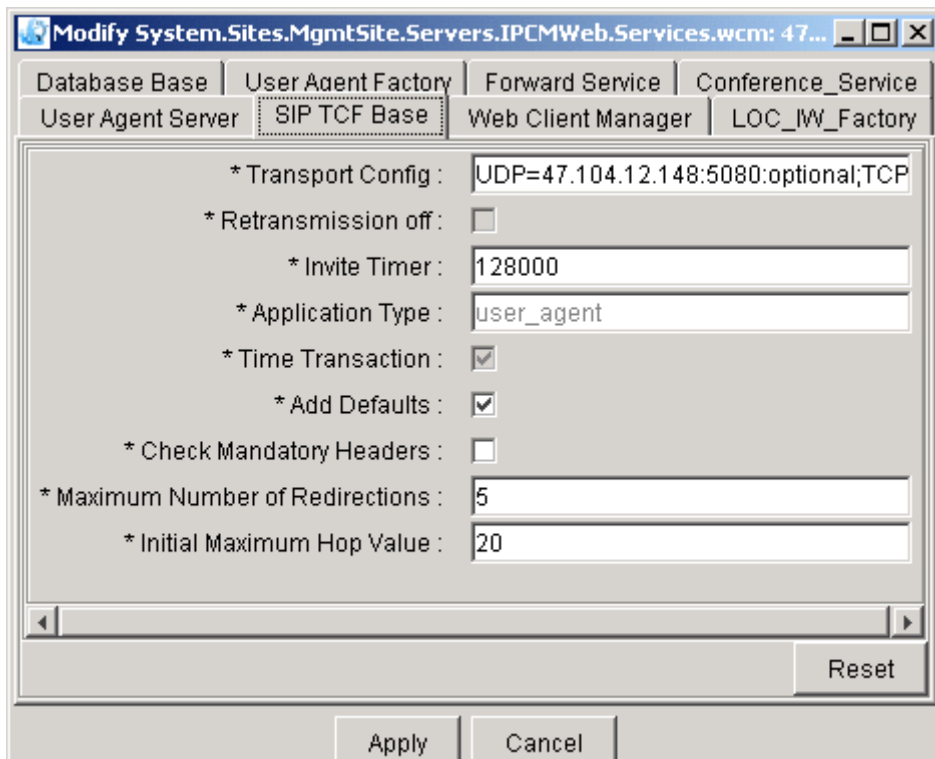 Modify System.Sites.MgmtSite.Servers.IPCMWeb.Services.wcm: 47...
Database Base User Agent Factory Forward Service Conference_Service
User Agent Server SIP TCF Base Web Client Manager LOC_IW_Factory
* Transport Config : UDP=47.104.12.148:5080:optional;TCP
* Retransmission off :
* Invite Timer : 128000
* Application Type : user_agent
* Time Transaction :
* Add Defaults :
* Check Mandatory Headers :
* Maximum Number of Redirections : 5
* Initial Maximum Hop Value : 20
Reset
Apply Cancel